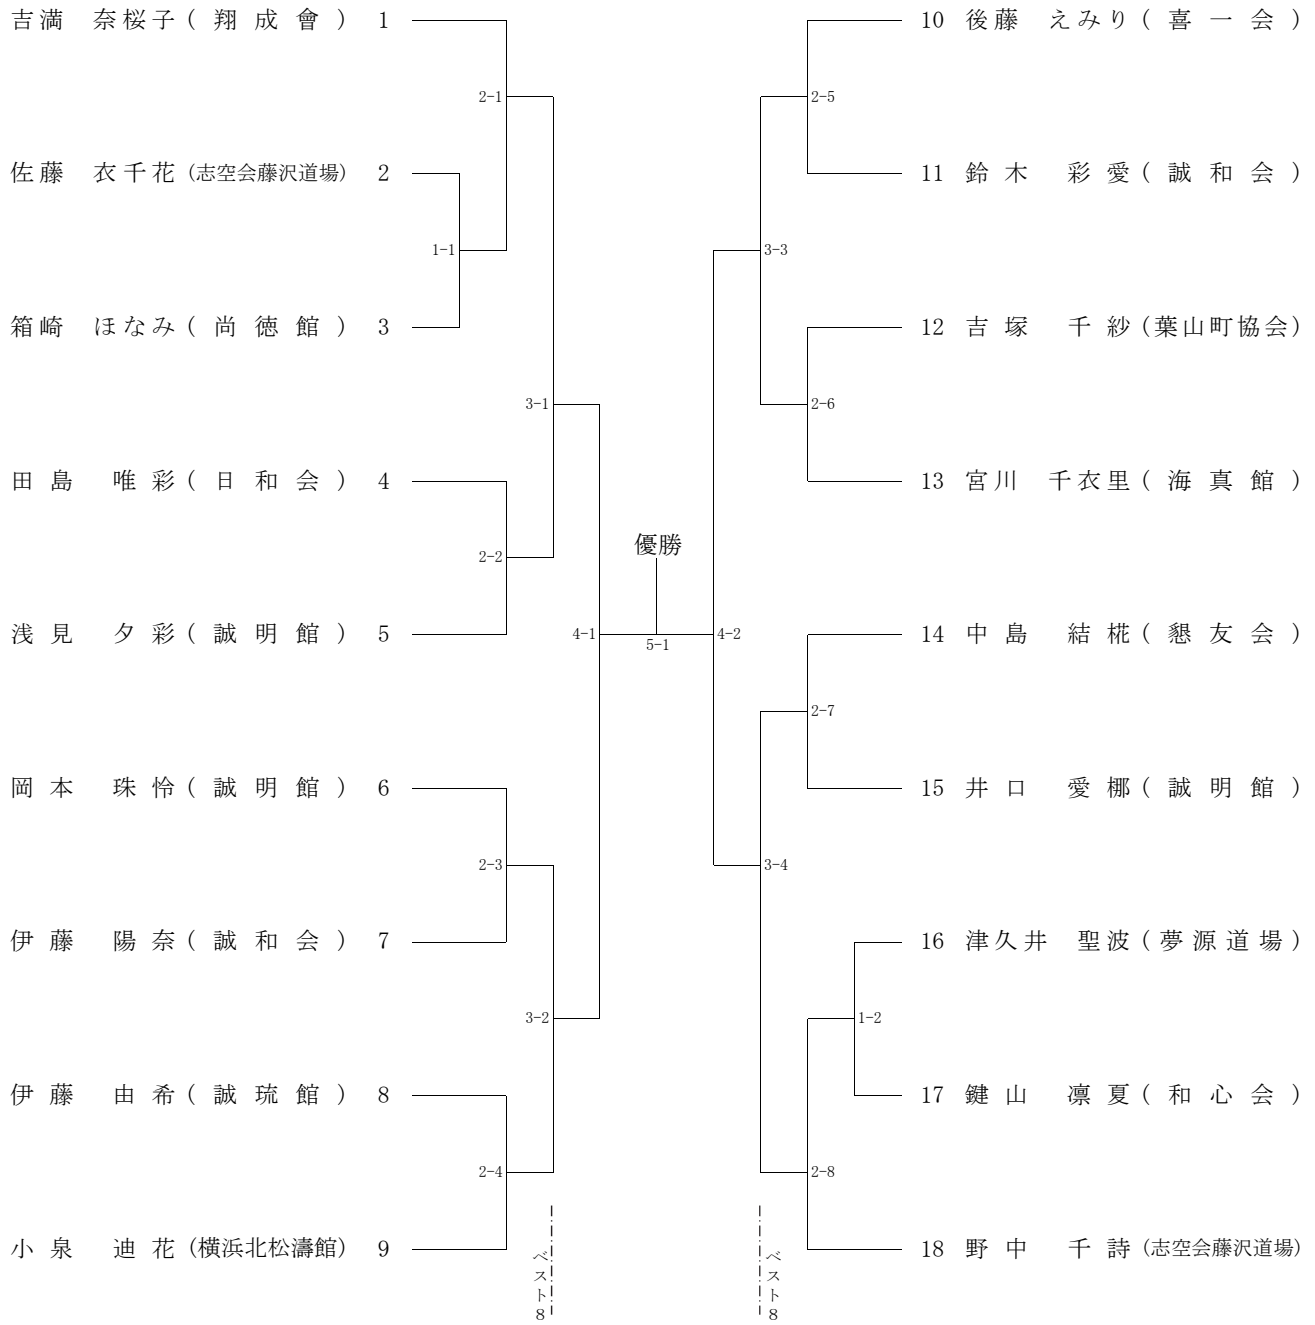 吉満　奈桜子（翔成會）1
2-1
佐藤　衣千花（志空会藤沢道場）2
1-1
箱崎　ほなみ（尚徳館）3
3-1
田島　唯彩（日和会）4
2-2
浅見　夕彩（誠明館）5
4-1
岡本　珠怜（誠明館）6
2-3
伊藤　陽奈（誠和会）7
3-2
伊藤　由希（誠琉館）8
2-4
小泉　迪花（横浜北松濤館）9
ベスト8
優勝
5-1
10 後藤　えみり（喜一会）
2-5
11 鈴木　彩愛（誠和会）
3-3
12 吉塚　千紗（葉山町協会）
2-6
13 宮川　千衣里（海真館）
4-2
14 中島　結椛（懇友会）
2-7
15 井口　愛梛（誠明館）
3-4
16 津久井　聖波（夢源道場）
1-2
17 鍵山　凛夏（和心会）
2-8
18 野中　千詩（志空会藤沢道場）
ベスト8